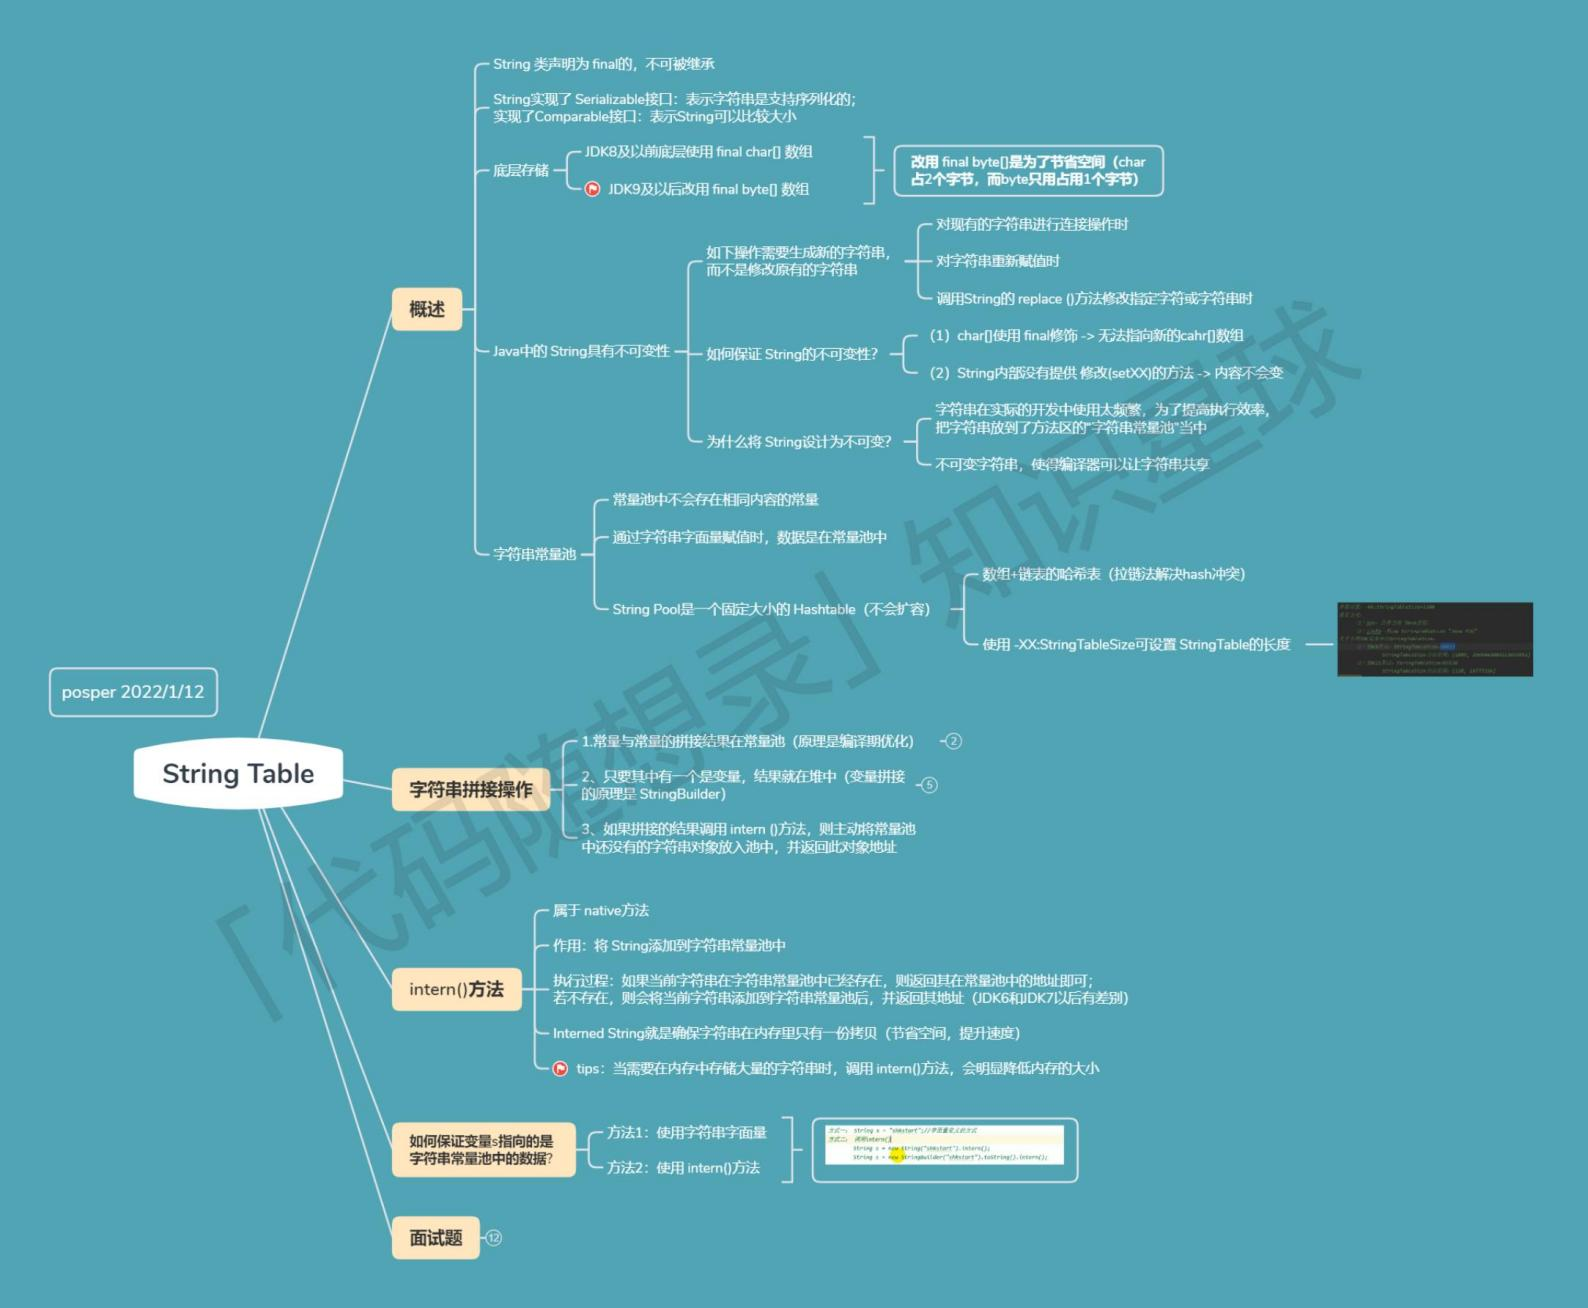 String 类声明为 final的，不可被继承
String实现了 Serializable接口：表示字符串是支持序列化的；
实现了Comparable接口：表示String可以比较大小
底层存储
JDK8及以前底层使用 final char[] 数组
JDK9及以后改用 final byte[] 数组
改用 final byte[]是为了节省空间（char
占2个字节，而byte只用占用1个字节）
概述
Java中的 String具有不可变性
如下操作需要生成新的字符串，
而不是修改原有的字符串
对现有的字符串进行连接操作时
对字符串重新赋值时
调用String的 replace ()方法修改指定字符或字符串时
如何保证 String的不可变性？
（1）char[]使用 final修饰 -> 无法指向新的cahr[]数组
（2）String内部没有提供 修改(setXX)的方法 -> 内容不会变
为什么将 String设计为不可变？
字符串在实际的开发中使用太频繁，为了提高执行效率，
把字符串放到了方法区的"字符串常量池"当中
不可变字符串，使得编译器可以让字符串共享
字符串常量池
常量池中不会存在相同内容的常量
通过字符串字面量赋值时，数据是在常量池中
String Pool是一个固定大小的 Hashtable（不会扩容）
数组+链表的哈希表（拉链法解决hash冲突）
使用 -XX:StringTableSize可设置 StringTable的长度
posper 2022/1/12
String Table
字符串拼接操作
1.常量与常量的拼接结果在常量池（原理是编译期优化）
2
2、只要其中有一个是变量，结果就在堆中（变量拼接
的原理是 StringBuilder）
5
3、如果拼接的结果调用 intern ()方法，则主动将常量池
中还没有的字符串对象放入池中，并返回此对象地址
intern()方法
属于 native方法
作用：将 String添加到字符串常量池中
执行过程：如果当前字符串在字符串常量池中已经存在，则返回其在常量池中的地址即可；
若不存在，则会将当前字符串添加到字符串常量池后，并返回其地址（JDK6和JDK7以后有差别）
Interned String就是确保字符串在内存里只有一份拷贝（节省空间，提升速度）
tips：当需要在内存中存储大量的字符串时，调用 intern()方法，会明显降低内存的大小
如何保证变量s指向的是
字符串常量池中的数据？
方法1：使用字符串字面量
方法2：使用 intern()方法
方式一： String s = "shkstart";//字面量定义的方式
方式二： 调用intern()
String s = new String("shkstart").intern();
String s = new StringBuilder("shkstart").toString().intern();
面试题
12
「代码随想录」知识星球